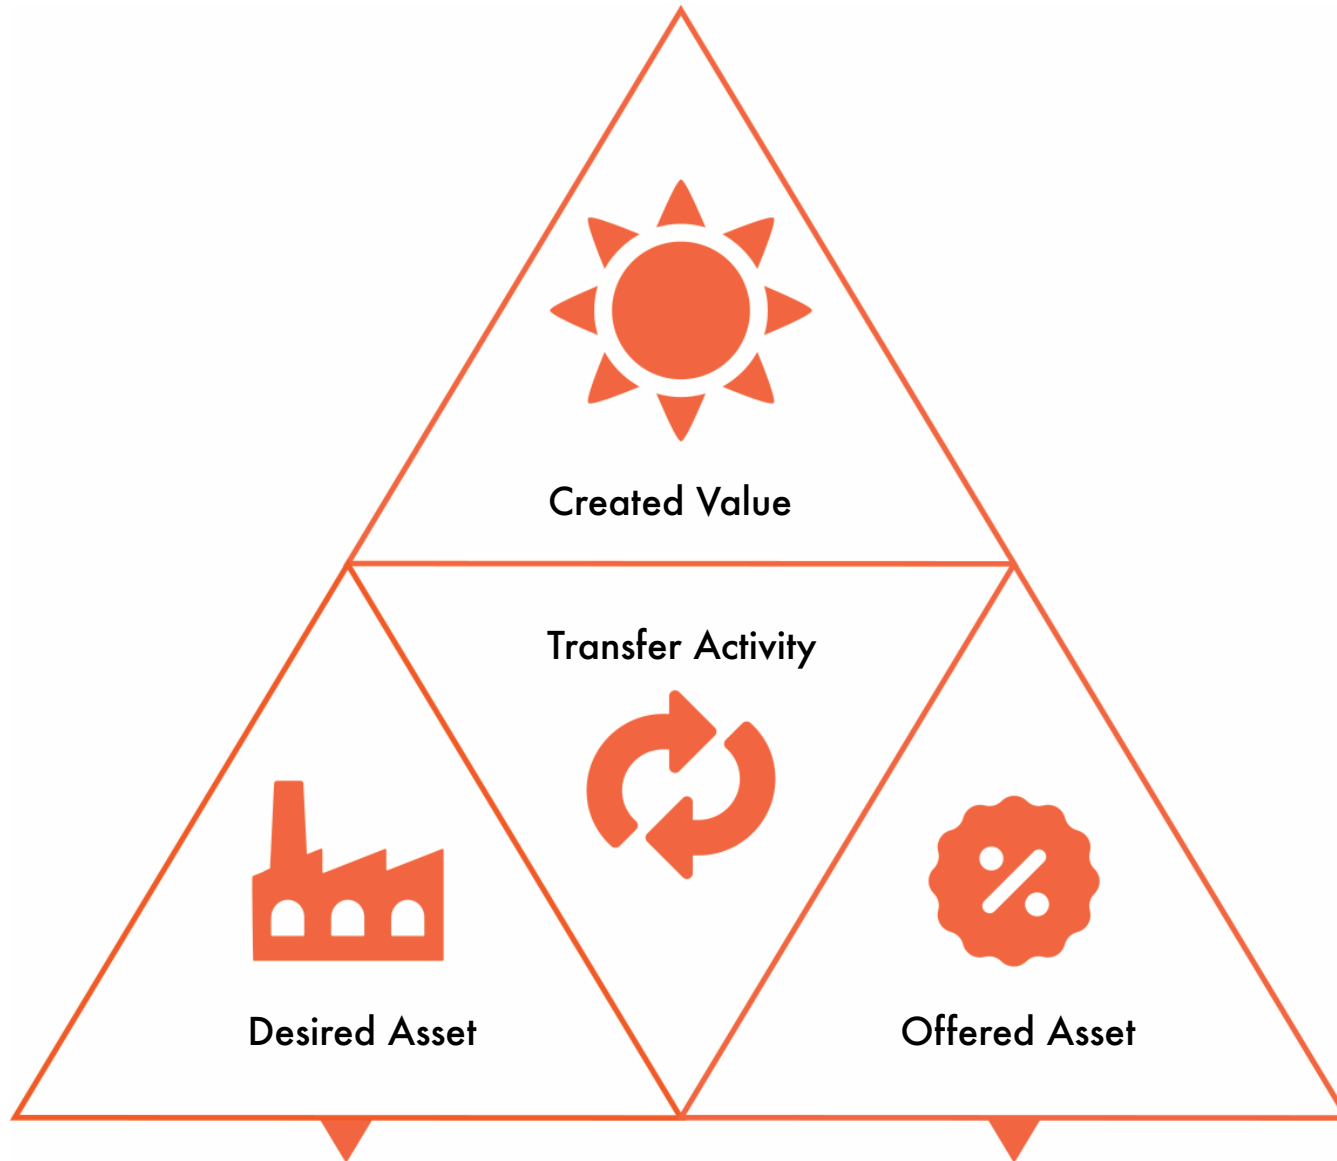 Created Value
Transfer Activity
Desired Asset
Offered Asset